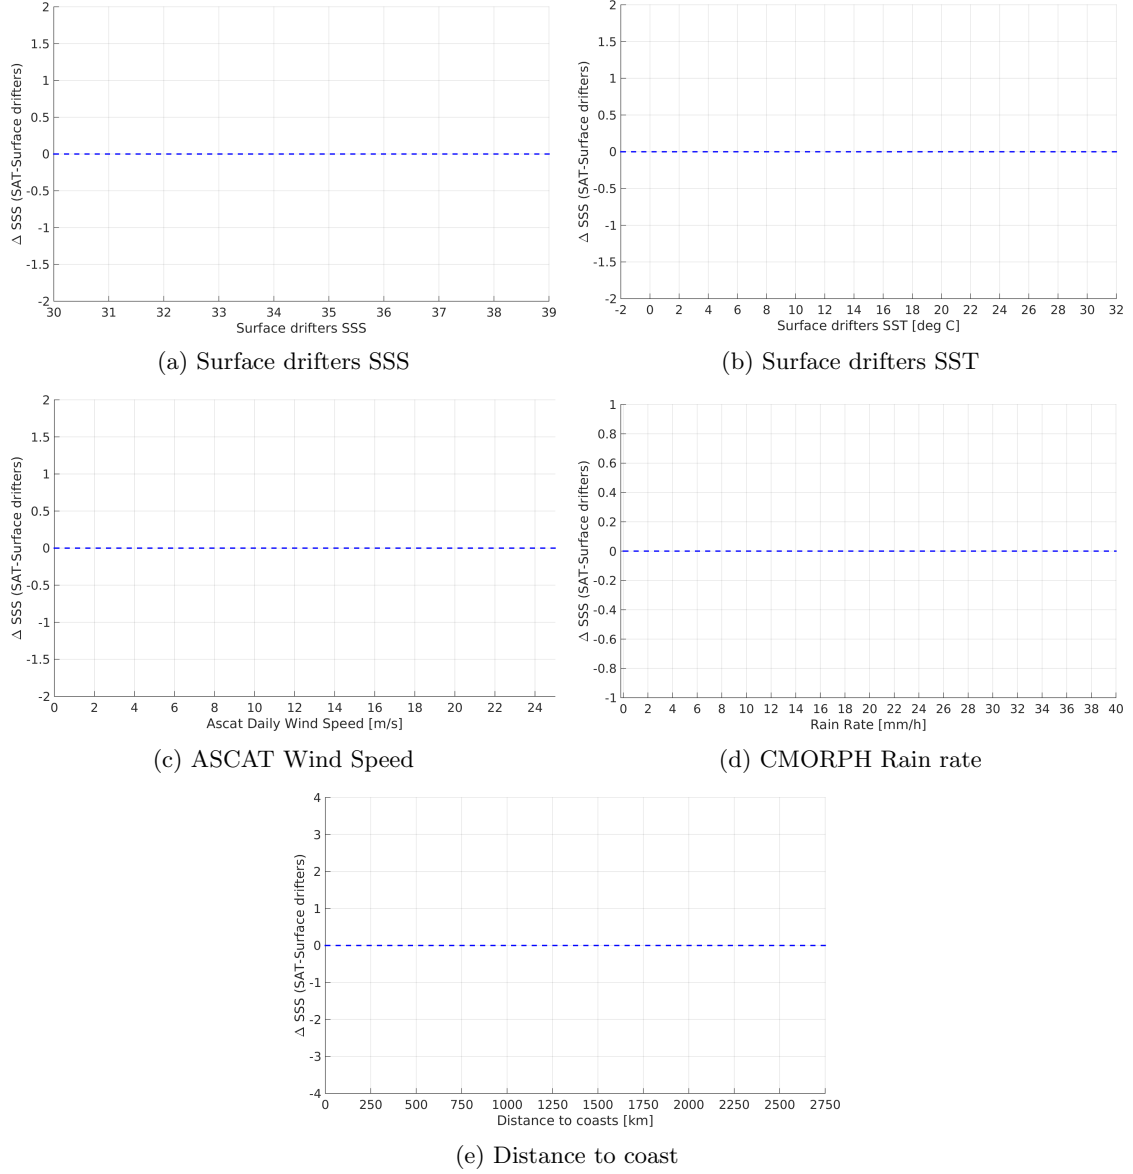 2
1.5
1
0.5
0
-0.5
-1
-1.5
-2
Δ SSS (SAT-Surface drifters)
30 31 32 33 34 35 36 37 38 39
Surface drifters SSS
(a) Surface drifters SSS
2
1.5
1
0.5
0
-0.5
-1
-1.5
-2
Δ SSS (SAT-Surface drifters)
-2 0 2 4 6 8 10 12 14 16 18 20 22 24 26 28 30 32
Surface drifters SST [deg C]
(b) Surface drifters SST
2
1.5
1
0.5
0
-0.5
-1
-1.5
-2
Δ SSS (SAT-Surface drifters)
0 2 4 6 8 10 12 14 16 18 20 22 24
Ascat Daily Wind Speed [m/s]
(c) ASCAT Wind Speed
1
0.8
0.6
0.4
0.2
0
-0.2
-0.4
-0.6
-0.8
-1
Δ SSS (SAT-Surface drifters)
0 2 4 6 8 10 12 14 16 18 20 22 24 26 28 30 32 34 36 38 40
Rain Rate [mm/h]
(d) CMORPH Rain rate
4
3
2
1
0
-1
-2
-3
-4
Δ SSS (SAT-Surface drifters)
0 250 500 750 1000 1250 1500 1750 2000 2250 2500 2750
Distance to coasts [km]
(e) Distance to coast